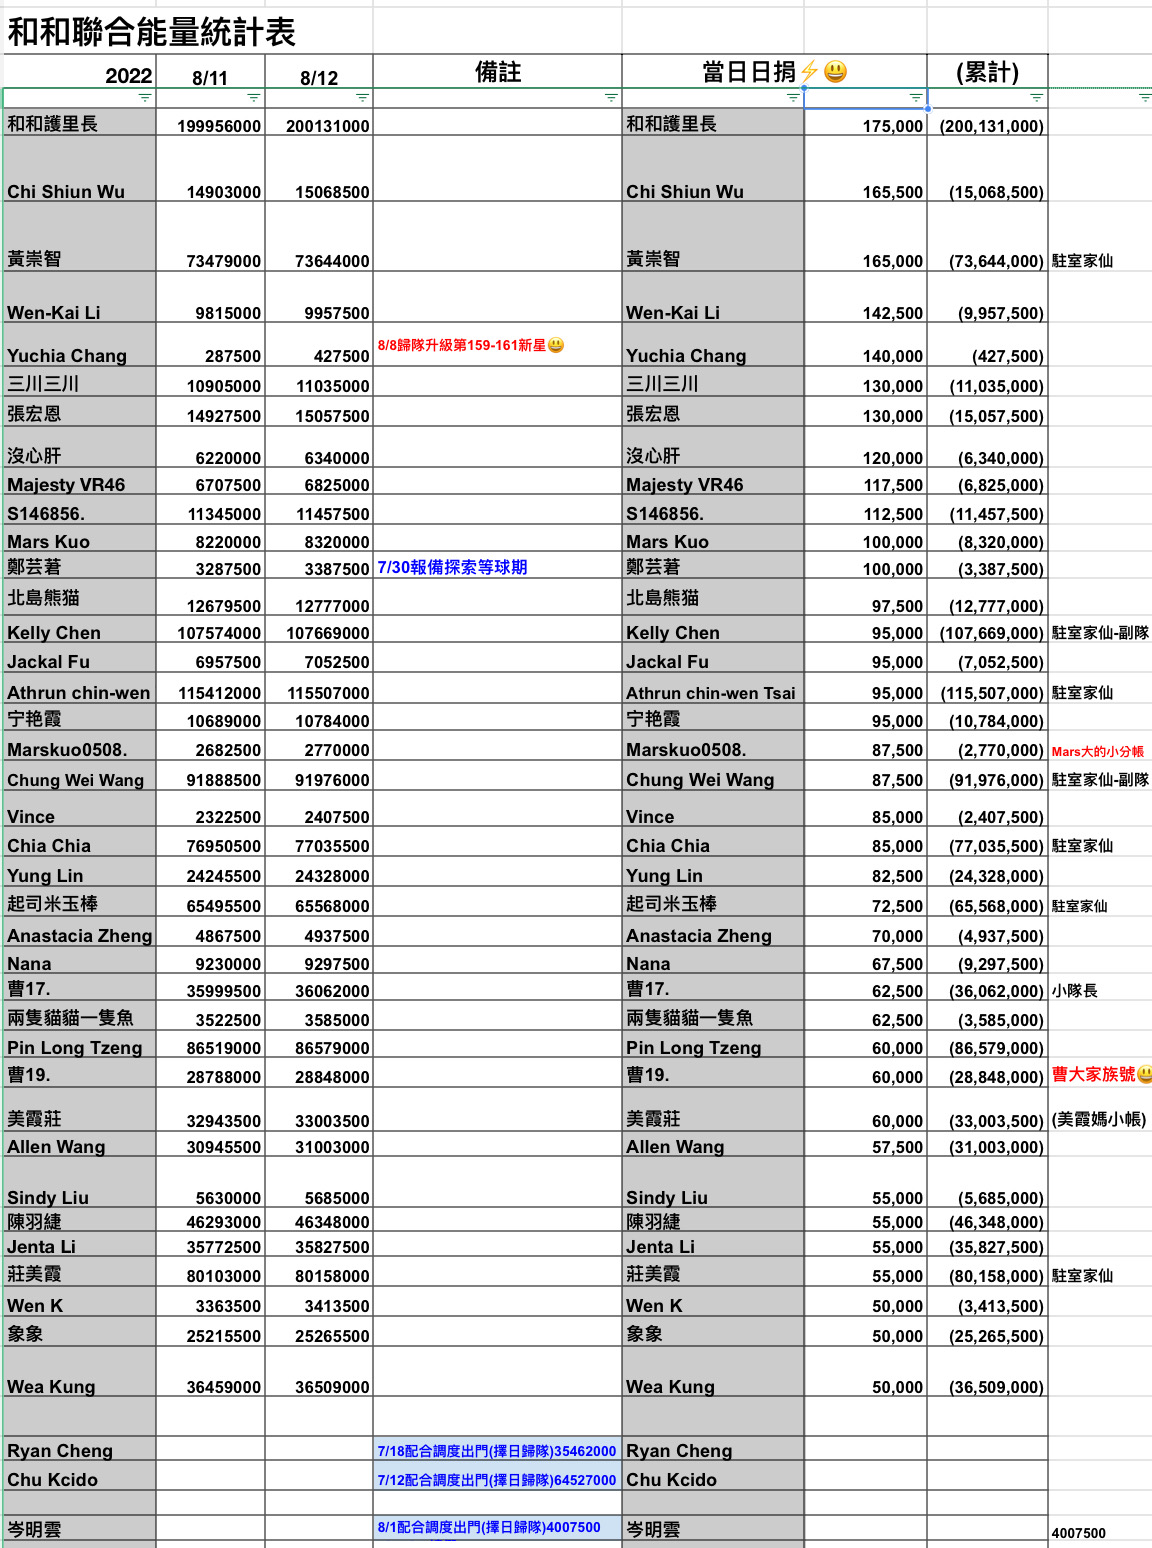 和和聯合能量統計表
2022 8/11 8/12 備註 當日日捐⚡😃 (累計)
和和護里長 199956000 200131000 和和護里長 175,000 (200,131,000)
Chi Shiun Wu 14903000 15068500 Chi Shiun Wu 165,500 (15,068,500)
黃崇智 73479000 73644000 黃崇智 165,000 (73,644,000) 駐室家仙
Wen-Kai Li 9815000 9957500 Wen-Kai Li 142,500 (9,957,500)
Yuchia Chang 287500 427500 8/8歸隊升級第159-161新星😃 Yuchia Chang 140,000 (427,500)
三川三川 10905000 11035000 三川三川 130,000 (11,035,000)
張宏恩 14927500 15057500 張宏恩 130,000 (15,057,500)
沒心肝 6220000 6340000 沒心肝 120,000 (6,340,000)
Majesty VR46 6707500 6825000 Majesty VR46 117,500 (6,825,000)
S146856. 11345000 11457500 S146856. 112,500 (11,457,500)
Mars Kuo 8220000 8320000 Mars Kuo 100,000 (8,320,000)
鄭芸莙 3287500 3387500 7/30報備探索等球期 鄭芸莙 100,000 (3,387,500)
北島熊猫 12679500 12777000 北島熊猫 97,500 (12,777,000)
Kelly Chen 107574000 107669000 Kelly Chen 95,000 (107,669,000) 駐室家仙-副隊
Jackal Fu 6957500 7052500 Jackal Fu 95,000 (7,052,500)
Athrun chin-wen 115412000 115507000 Athrun chin-wen Tsai 95,000 (115,507,000) 駐室家仙
宁艳霞 10689000 10784000 宁艳霞 95,000 (10,784,000)
Marskuo0508. 2682500 2770000 Marskuo0508. 87,500 (2,770,000) Mars大的小分帳
Chung Wei Wang 91888500 91976000 Chung Wei Wang 87,500 (91,976,000) 駐室家仙-副隊
Vince 2322500 2407500 Vince 85,000 (2,407,500)
Chia Chia 76950500 77035500 Chia Chia 85,000 (77,035,500) 駐室家仙
Yung Lin 24245500 24328000 Yung Lin 82,500 (24,328,000)
起司米玉棒 65495500 65568000 起司米玉棒 72,500 (65,568,000) 駐室家仙
Anastacia Zheng 4867500 4937500 Anastacia Zheng 70,000 (4,937,500)
Nana 9230000 9297500 Nana 67,500 (9,297,500)
曹17. 35999500 36062000 曹17. 62,500 (36,062,000) 小隊長
兩隻貓貓一隻魚 3522500 3585000 兩隻貓貓一隻魚 62,500 (3,585,000)
Pin Long Tzeng 86519000 86579000 Pin Long Tzeng 60,000 (86,579,000)
曹19. 28788000 28848000 曹19. 60,000 (28,848,000) 曹大家族號😃
美霞莊 32943500 33003500 美霞莊 60,000 (33,003,500) (美霞媽小帳)
Allen Wang 30945500 31003000 Allen Wang 57,500 (31,003,000)
Sindy Liu 5630000 5685000 Sindy Liu 55,000 (5,685,000)
陳羽緁 46293000 46348000 陳羽緁 55,000 (46,348,000)
Jenta Li 35772500 35827500 Jenta Li 55,000 (35,827,500)
莊美霞 80103000 80158000 莊美霞 55,000 (80,158,000) 駐室家仙
Wen K 3363500 3413500 Wen K 50,000 (3,413,500)
象象 25215500 25265500 象象 50,000 (25,265,500)
Wea Kung 36459000 36509000 Wea Kung 50,000 (36,509,000)
Ryan Cheng 7/18配合調度出門(擇日歸隊)35462000 Ryan Cheng
Chu Kcido 7/12配合調度出門(擇日歸隊)64527000 Chu Kcido
岑明雲 8/1配合調度出門(擇日歸隊)4007500 岑明雲 4007500